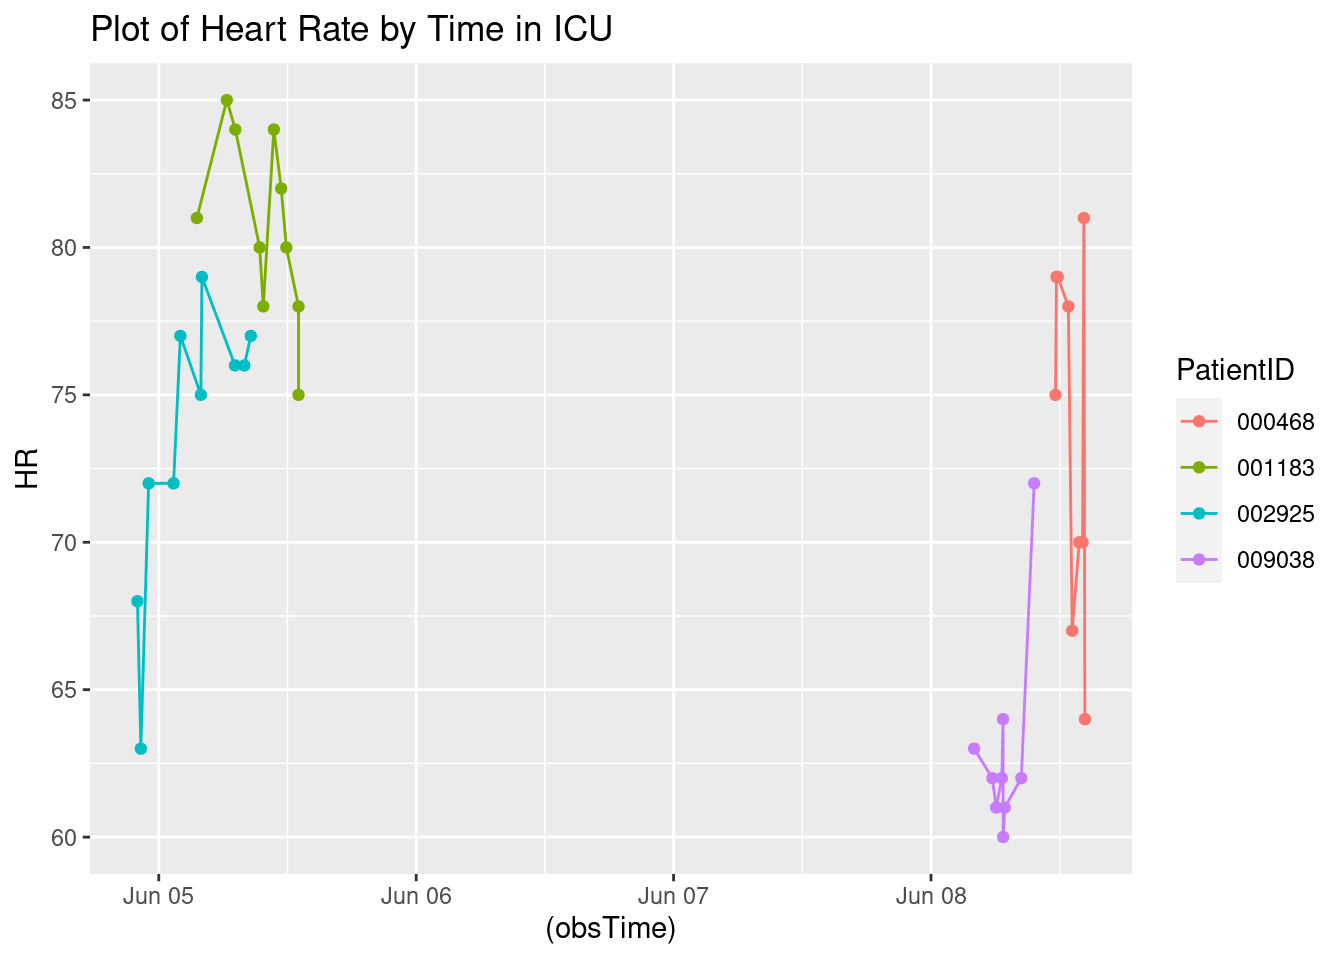 Plot of Heart Rate by Time in ICU
85
80
75
70
65
60
HR
Jun 05 Jun 06 Jun 07 Jun 08
(obsTime)
PatientID
000468
001183
002925
009038